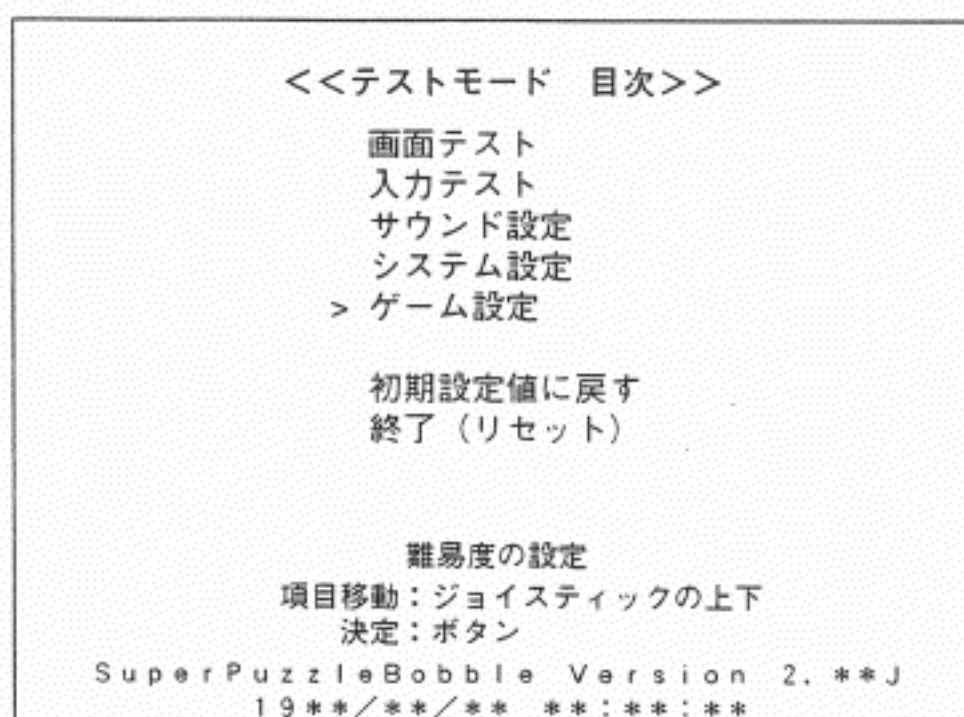 <<テストモード　目次>>
画面テスト
入力テスト
サウンド設定
システム設定
> ゲーム設定
初期設定値に戻す
終了（リセット）
難易度の設定
項目移動：ジョイスティックの上下
決定：ボタン
SuperPuzzleBobble Version 2.**J
19**/**/** **:**:**